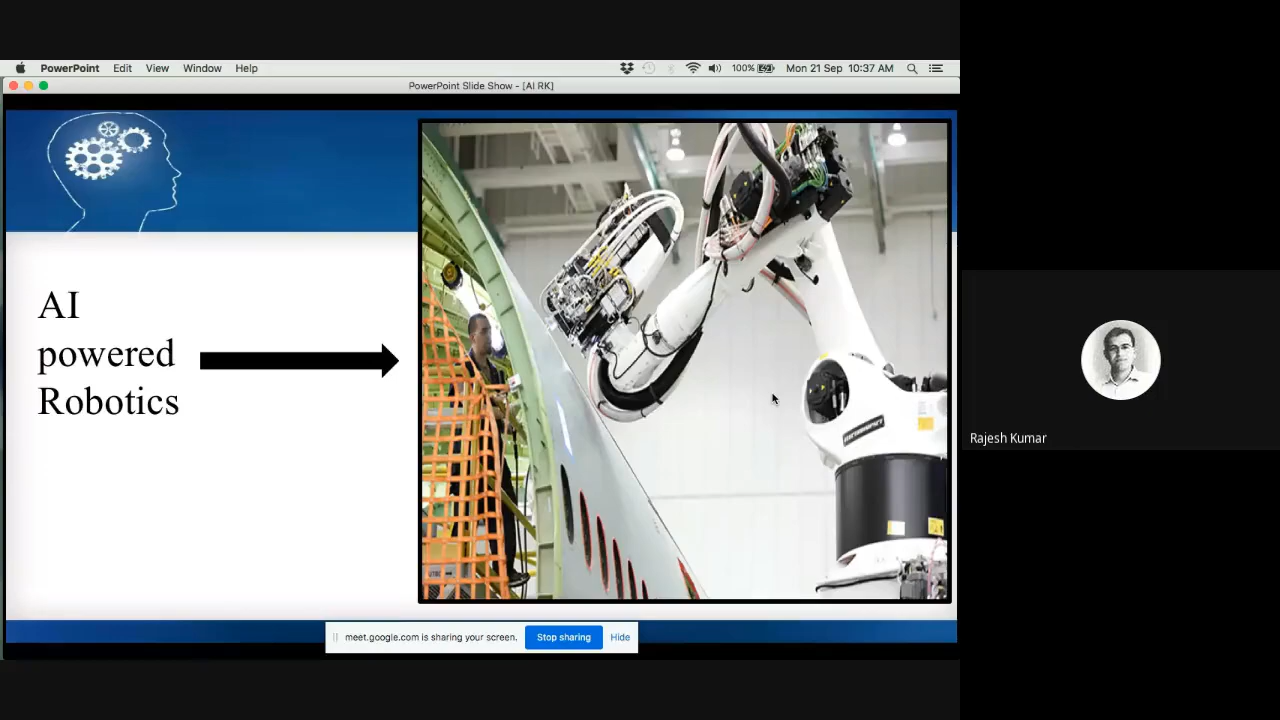 PowerPoint Edit View Window Help 100% Mon 21 Sep 10:37 AM
PowerPoint Slide Show - [AI RK]
AI
powered
Robotics
Rajesh Kumar
meet.google.com is sharing your screen. Stop sharing Hide